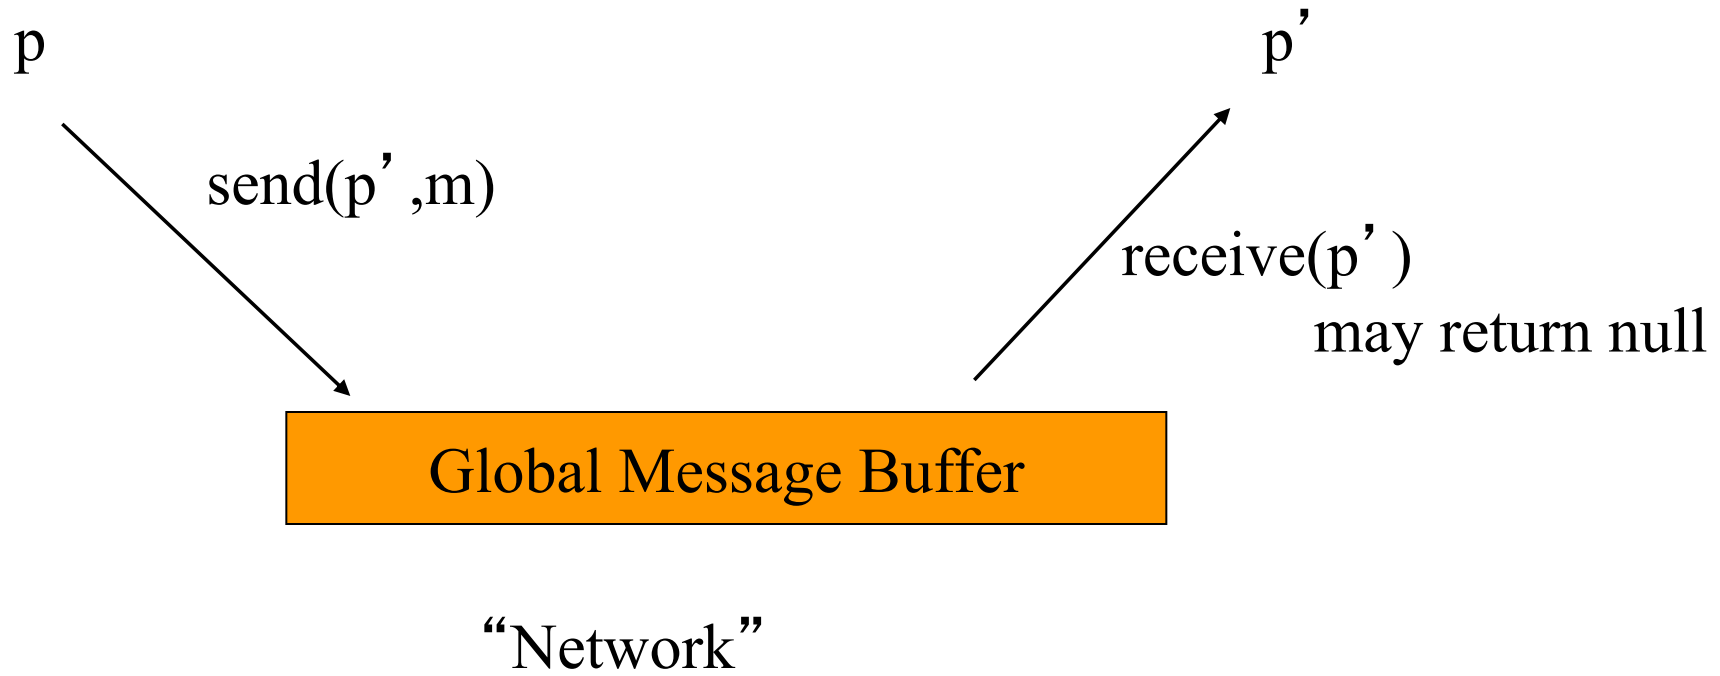 p
p’
send(p’,m)
receive(p’)
may return null
Global Message Buffer
“Network”